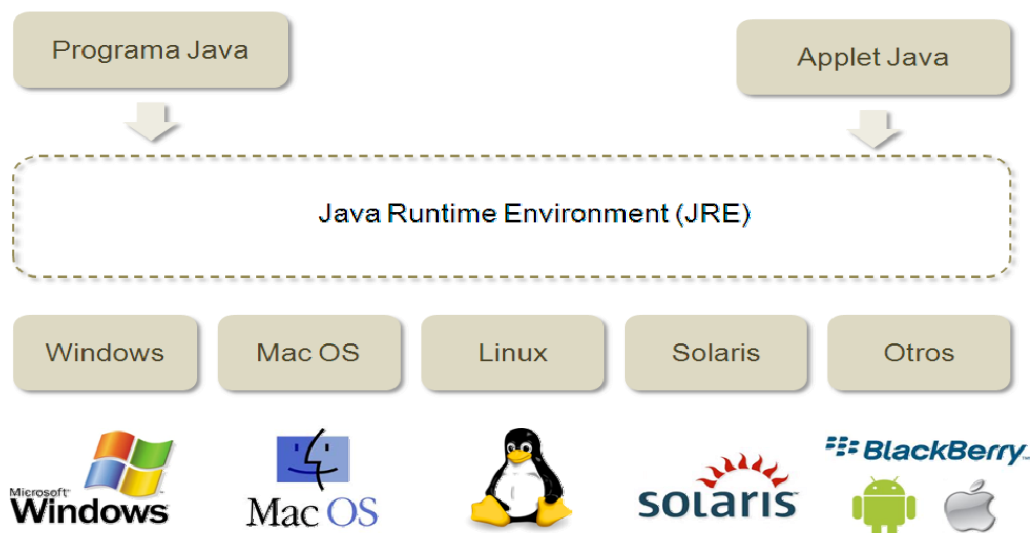 Programa Java
Applet Java
Java Runtime Environment (JRE)
Windows
Mac OS
Linux
Solaris
Otros
Microsoft
Windows
Mac OS
solaris
BlackBerry